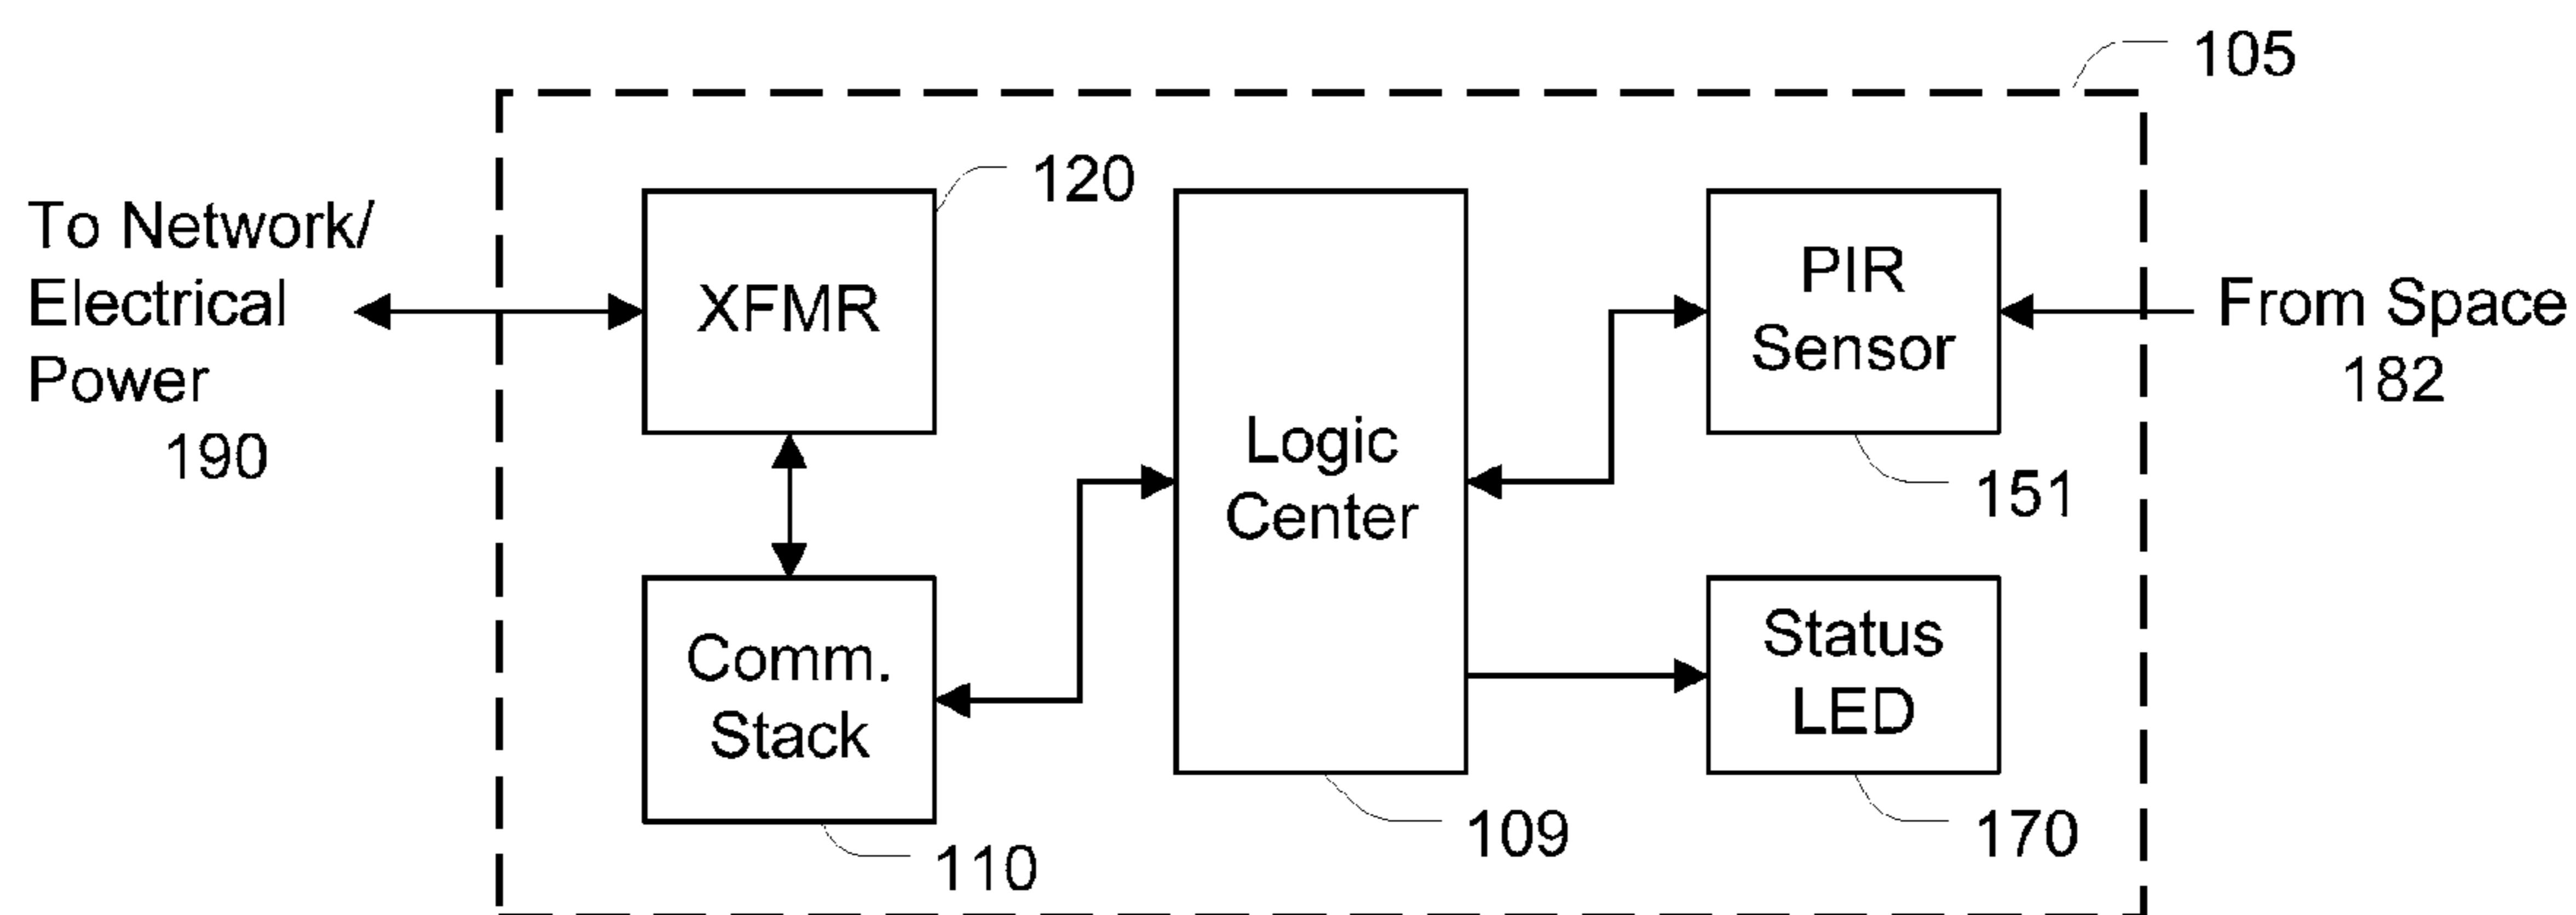 105
120
To Network/
Electrical
Power
190
XFMR
PIR
Sensor
From Space
182
Logic
Center
151
Comm.
Stack
Status
LED
109
170
110